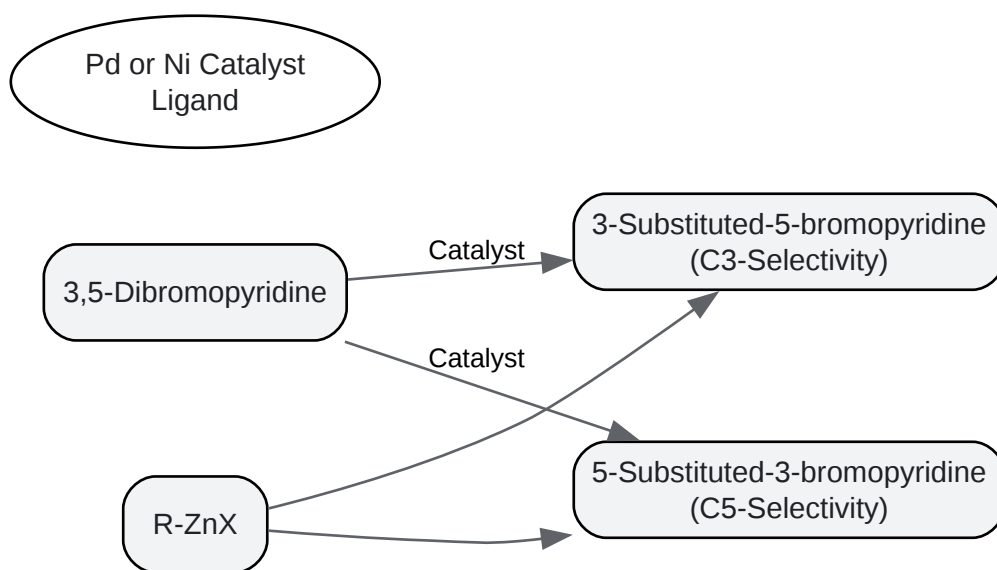 Pd or Ni Catalyst
Ligand
3-Substituted-5-bromopyridine
(C3-Selectivity)
Catalyst
3,5-Dibromopyridine
Catalyst
5-Substituted-3-bromopyridine
(C5-Selectivity)
R-ZnX